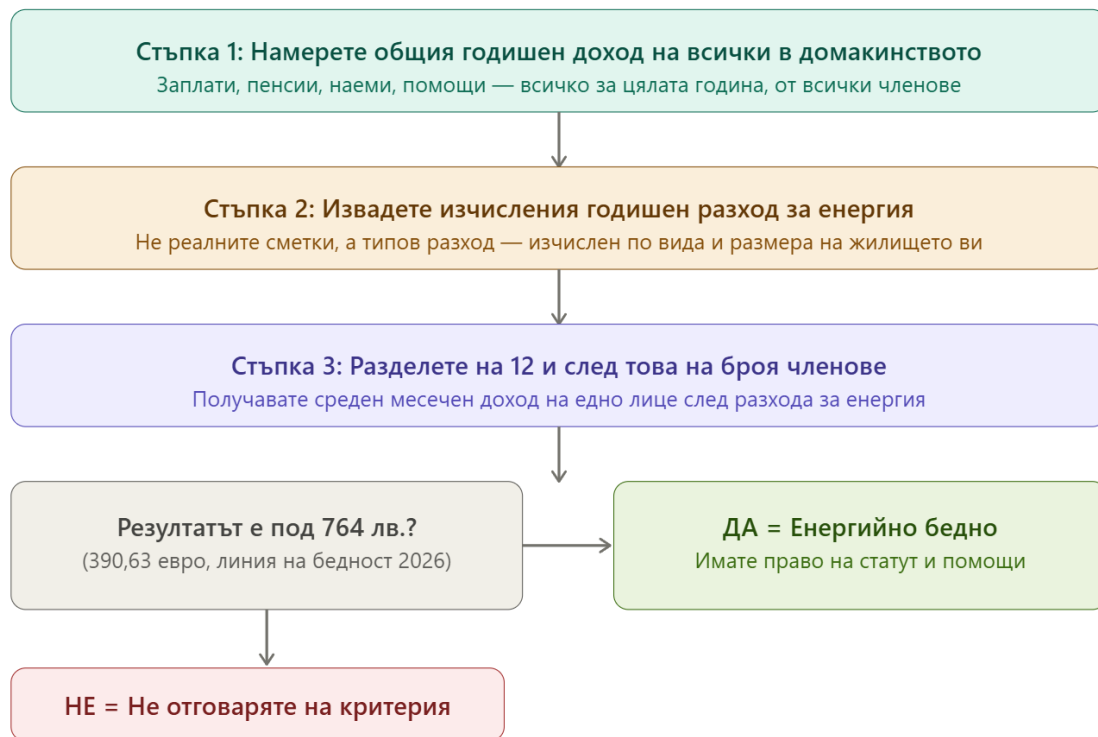 Стъпка 1: Намерете общия годишен доход на всички в домакинството
Заплати, пенсии, наеми, помощи — всичко за цялата година, от всички членове
Стъпка 2: Извадете изчисления годишен разход за енергия
Не реалните сметки, а типов разход — изчислен по вида и размера на жилището ви
Стъпка 3: Разделете на 12 и след това на броя членове
Получавате среден месечен доход на едно лице след разхода за енергия
Резултатът е под 764 лв.?
(390,63 евро, линия на бедност 2026)
ДА = Енергийно бедно
Имате право на статут и помощи
НЕ = Не отговаряте на критерия